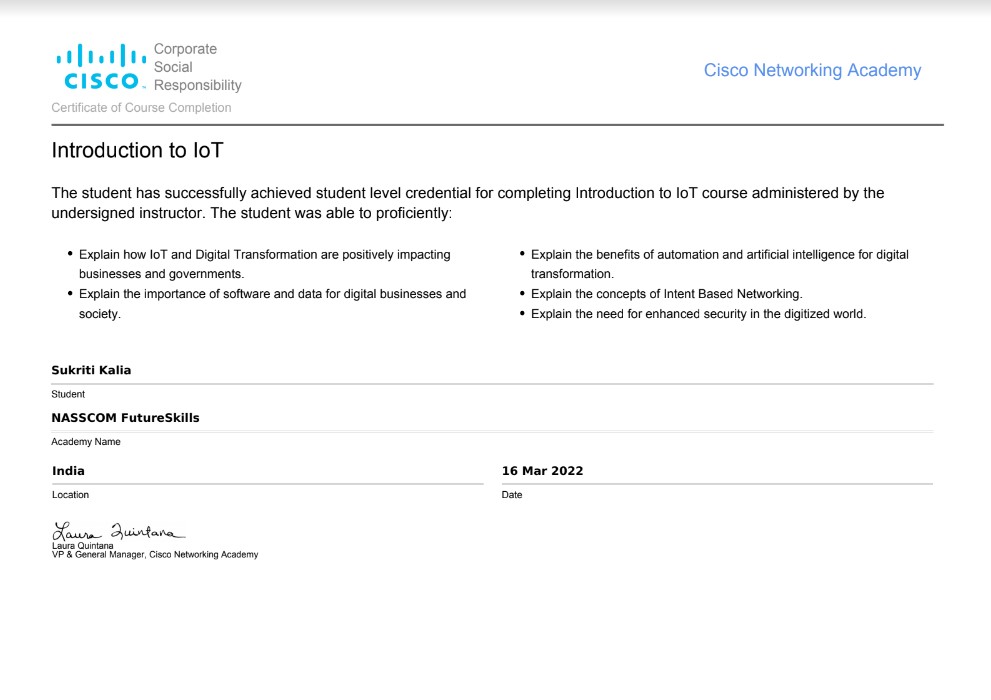 CISCO
Corporate
Social
Responsibility
Cisco Networking Academy
Certificate of Course Completion
Introduction to IoT
The student has successfully achieved student level credential for completing Introduction to IoT course administered by the
undersigned instructor. The student was able to proficiently:
• Explain how IoT and Digital Transformation are positively impacting
businesses and governments.
• Explain the importance of software and data for digital businesses and
society.
• Explain the benefits of automation and artificial intelligence for digital
transformation.
• Explain the concepts of Intent Based Networking.
• Explain the need for enhanced security in the digitized world.
Sukriti Kalia
Student
NASSCOM FutureSkills
Academy Name
India
Location
16 Mar 2022
Date
Laura Quintana
Laura Quintana
VP & General Manager, Cisco Networking Academy